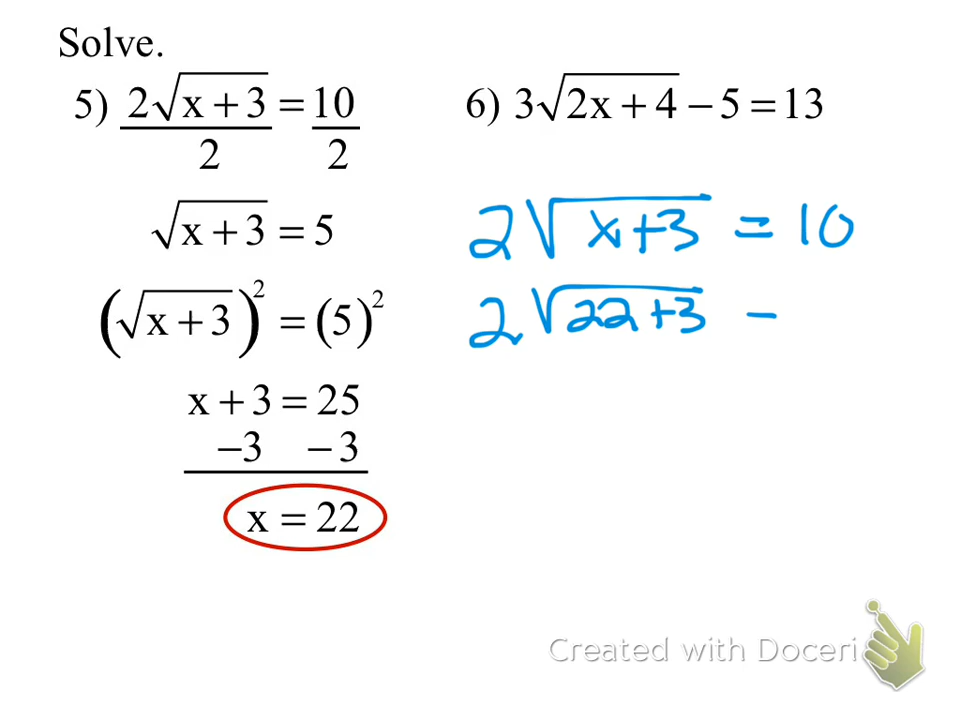 Solve.
5) 2√(x + 3) = 10
2 2
√(x + 3) = 5
(√(x + 3))² = (5)²
x + 3 = 25
−3 − 3
x = 22
6) 3√(2x + 4) − 5 = 13
2√(x+3) = 10
2√(22+3) -
Created with Doceri